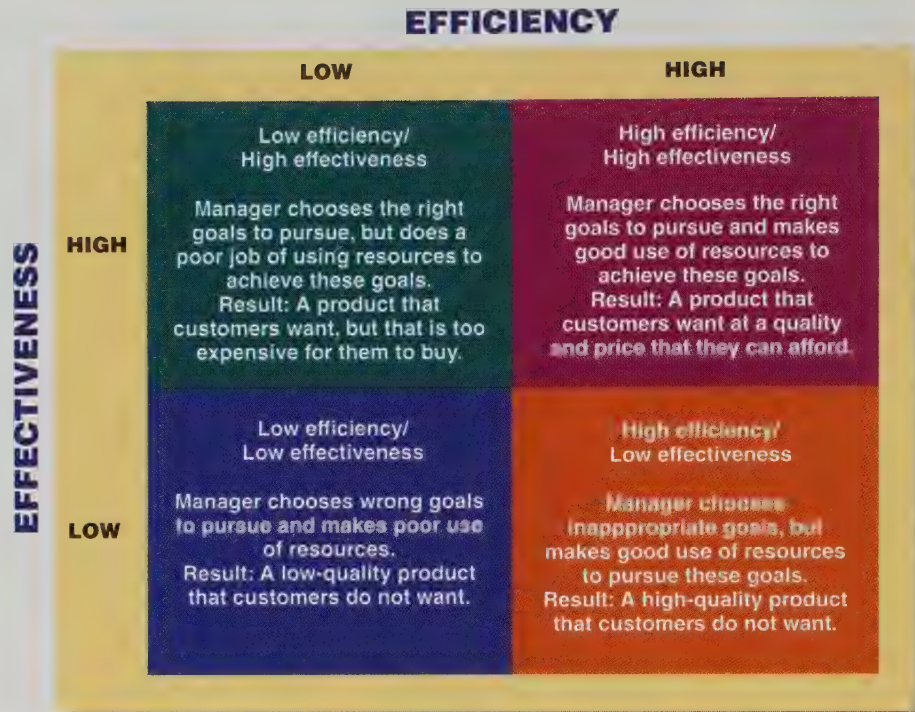 EFFICIENCY
LOW
HIGH
EFFECTIVENESS
HIGH
Low efficiency/
High effectiveness
Manager chooses the right
goals to pursue, but does a
poor job of using resources to
achieve these goals.
Result: A product that
customers want, but that is too
expensive for them to buy.
High efficiency/
High effectiveness
Manager chooses the right
goals to pursue and makes
good use of resources to
achieve these goals.
Result: A product that
customers want at a quality
and price that they can afford.
LOW
Low efficiency/
Low effectiveness
Manager chooses wrong goals
to pursue and makes poor use
of resources.
Result: A low-quality product
that customers do not want.
High efficiency/
Low effectiveness
Manager chooses
inapppropriate goals, but
makes good use of resources
to pursue these goals.
Result: A high-quality product
that customers do not want.